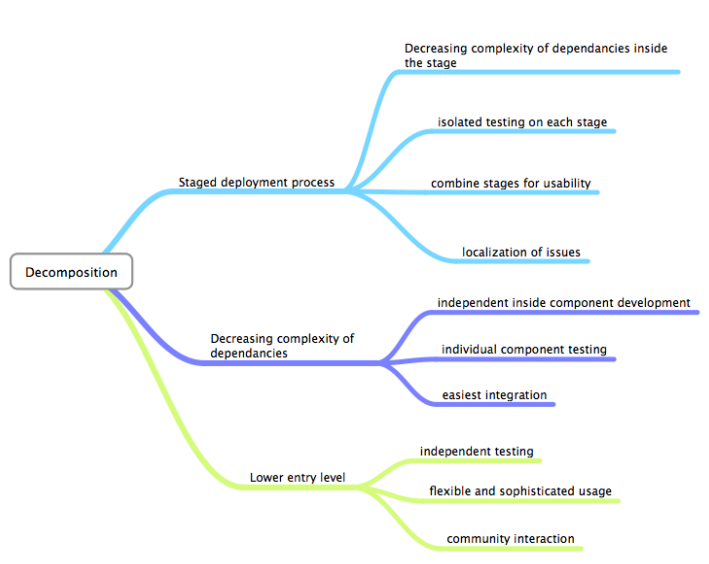 Decreasing complexity of dependancies inside
the stage
isolated testing on each stage
Staged deployment process
combine stages for usability
localization of issues
Decomposition
independent inside component development
Decreasing complexity of
dependancies
individual component testing
easiest integration
independent testing
Lower entry level
flexible and sophisticated usage
community interaction